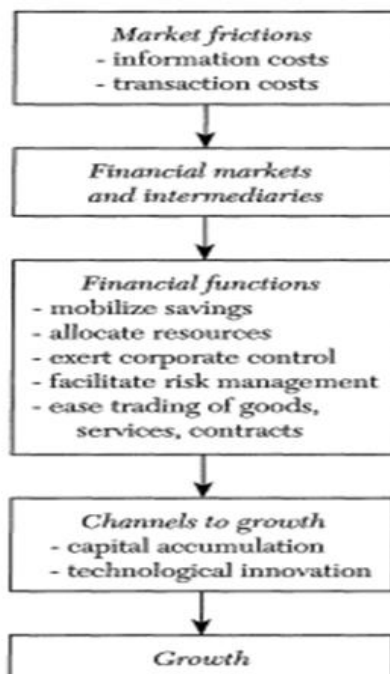 Market frictions
- information costs
- transaction costs
Financial markets
and intermediaries
Financial functions
- mobilize savings
- allocate resources
- exert corporate control
- facilitate risk management
- ease trading of goods,
services, contracts
Channels to growth
- capital accumulation
- technological innovation
Growth